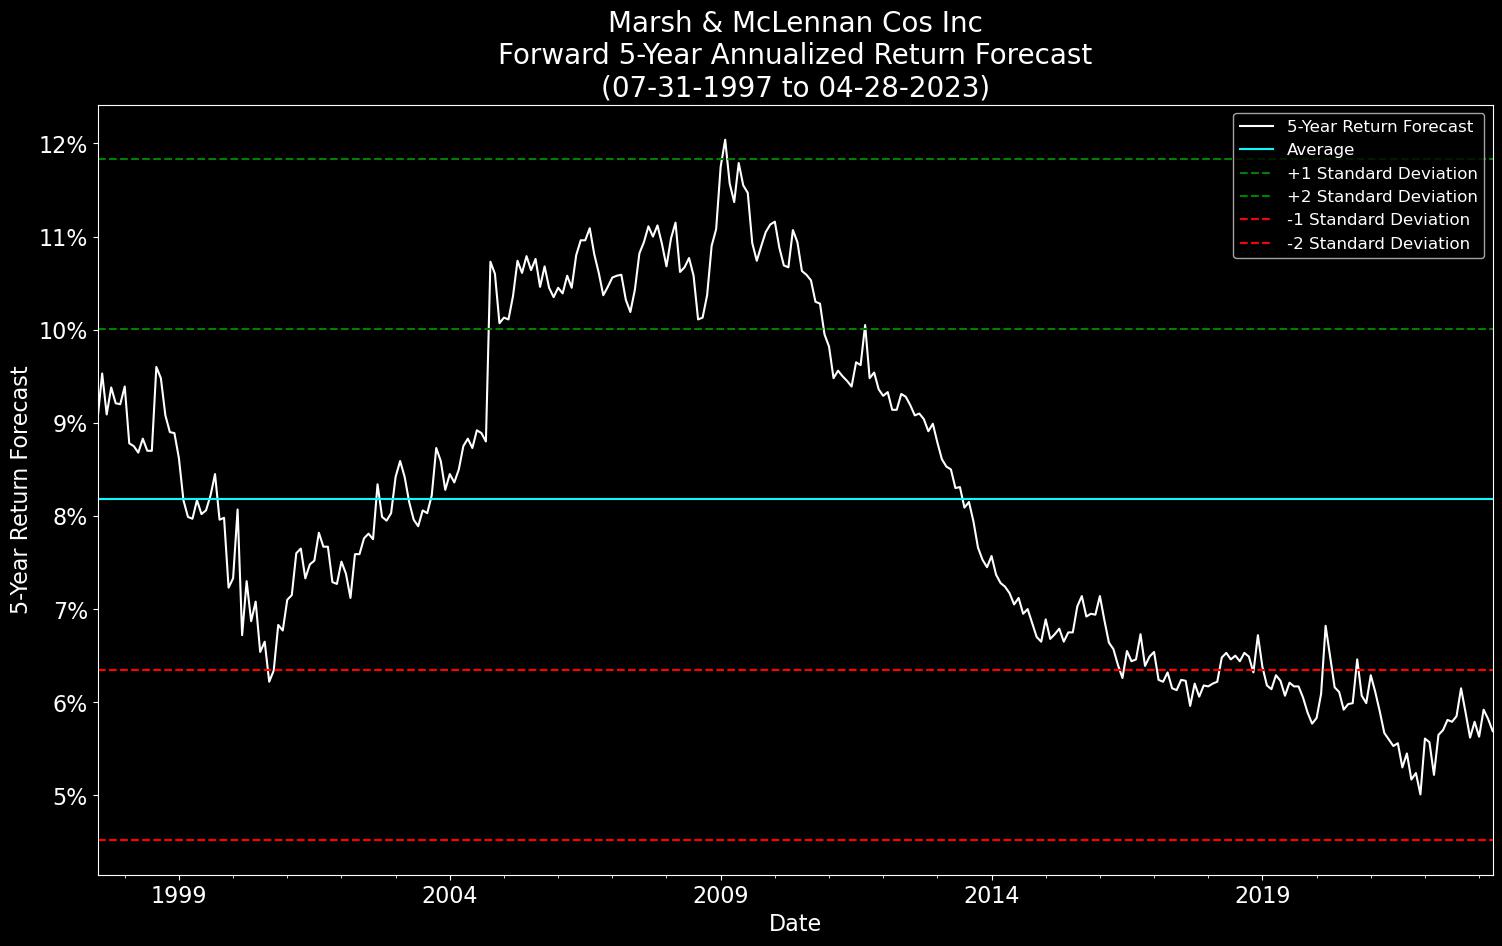 Marsh & McLennan Cos Inc
Forward 5-Year Annualized Return Forecast
(07-31-1997 to 04-28-2023)
5-Year Return Forecast
Average
+1 Standard Deviation
+2 Standard Deviation
-1 Standard Deviation
-2 Standard Deviation
5-Year Return Forecast
12%
11%
10%
9%
8%
7%
6%
5%
1999
2004
2009
2014
2019
Date